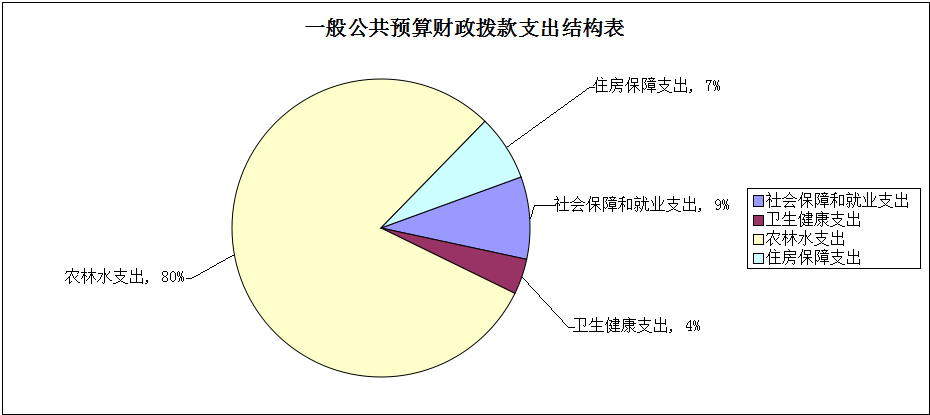 一般公共预算财政拨款支出结构表
住房保障支出, 7%
社会保障和就业支出, 9%
农林水支出, 80%
卫生健康支出, 4%
社会保障和就业支出
卫生健康支出
农林水支出
住房保障支出